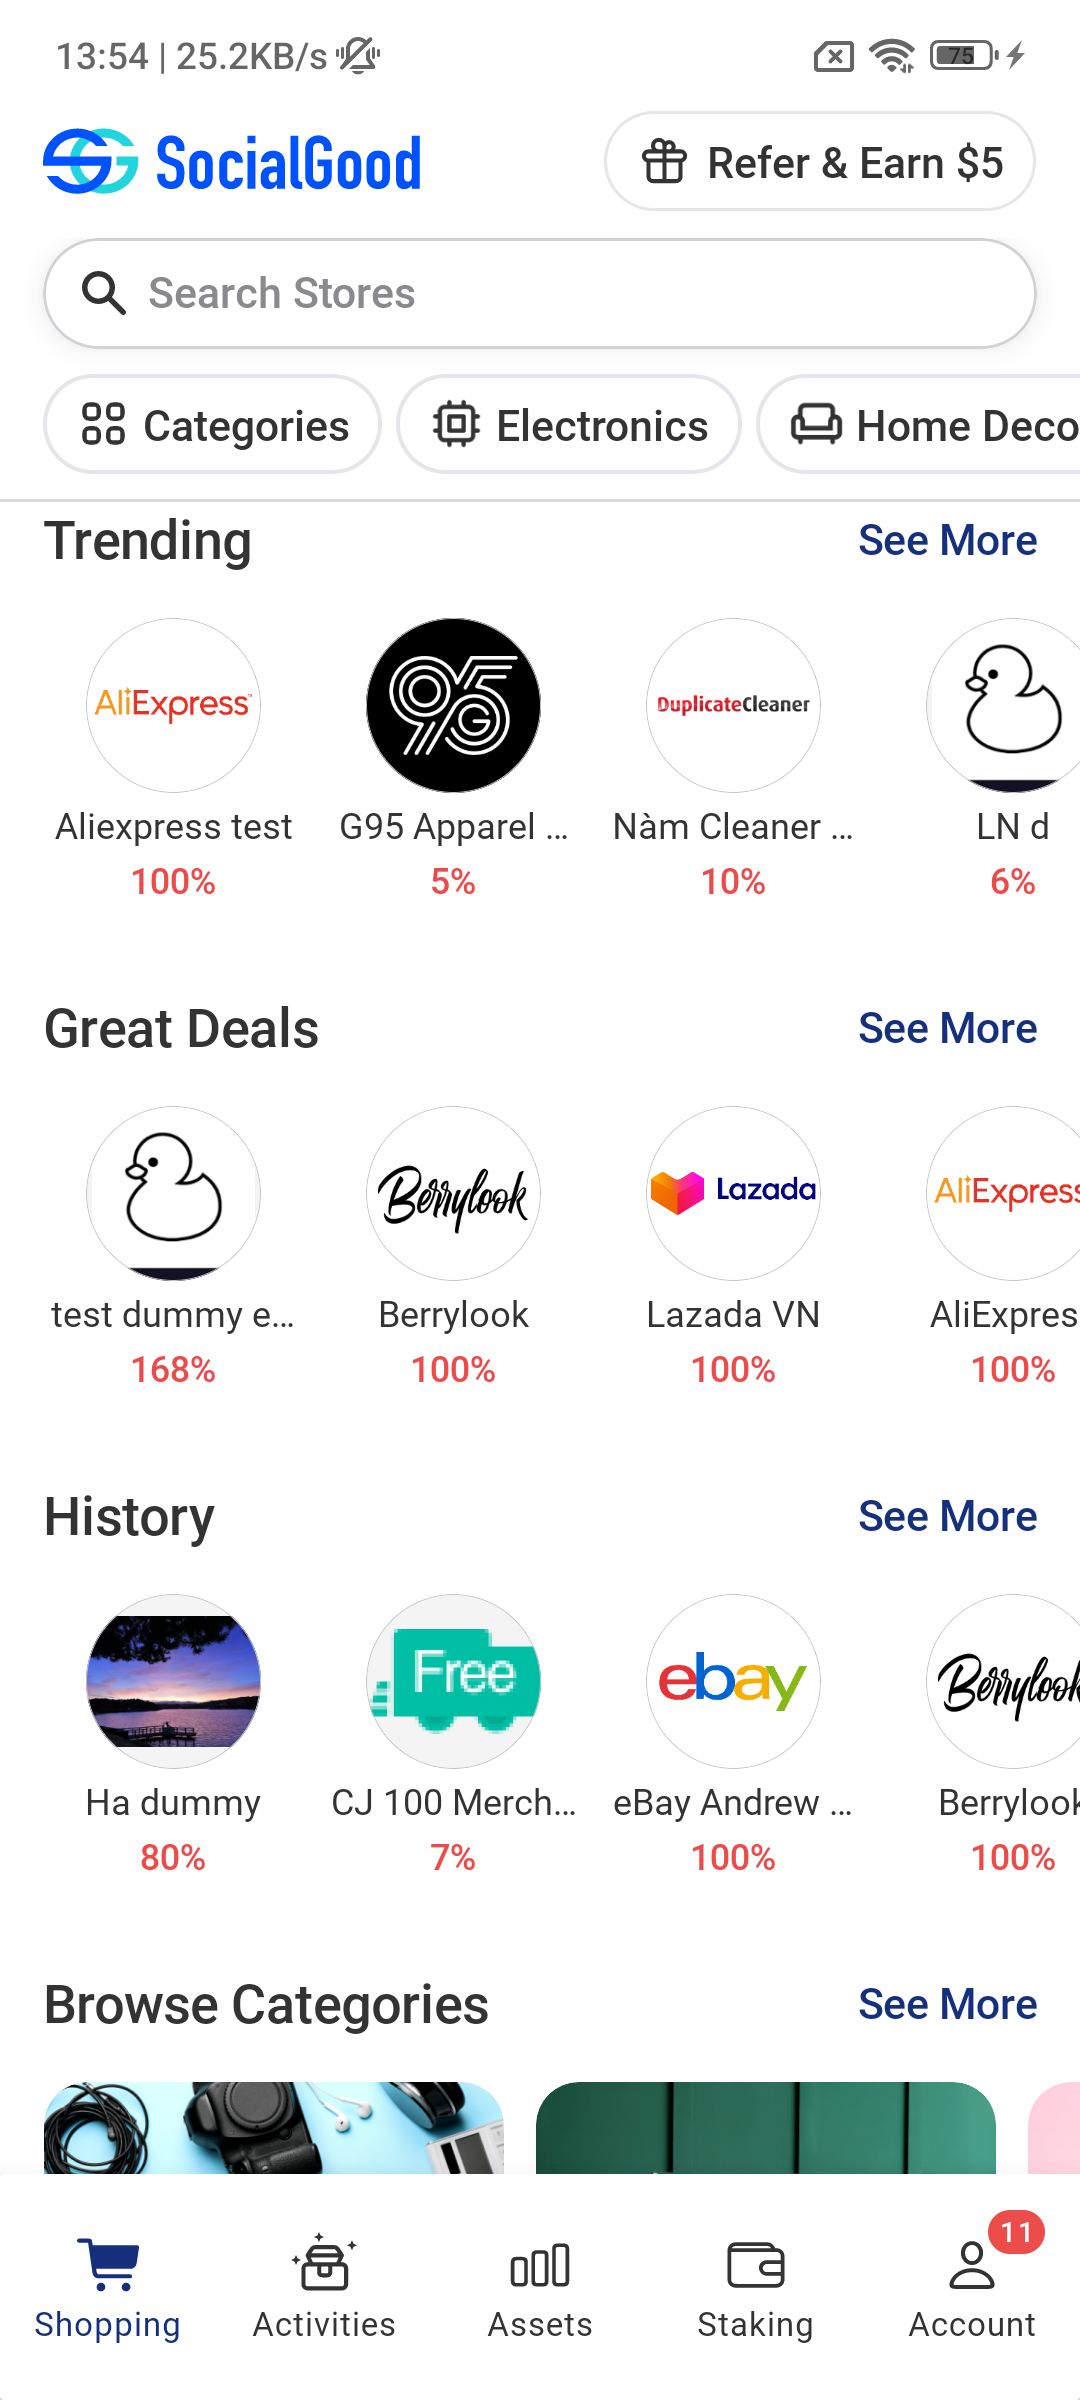 13:54 | 25.2KB/s
75
SocialGood
Refer & Earn $5
Search Stores
Categories
Electronics
Home Deco
Trending
See More
AliExpress
95
G
DuplicateCleaner
Aliexpress test
G95 Apparel ...
Nàm Cleaner ...
LN d
100%
5%
10%
6%
Great Deals
See More
Berrylook
Lazada
AliExpress
test dummy e...
Berrylook
Lazada VN
AliExpres
168%
100%
100%
100%
History
See More
Free
ebay
Berrylook
Ha dummy
CJ 100 Merch...
eBay Andrew ...
Berrylook
80%
7%
100%
100%
Browse Categories
See More
11
Shopping
Activities
Assets
Staking
Account